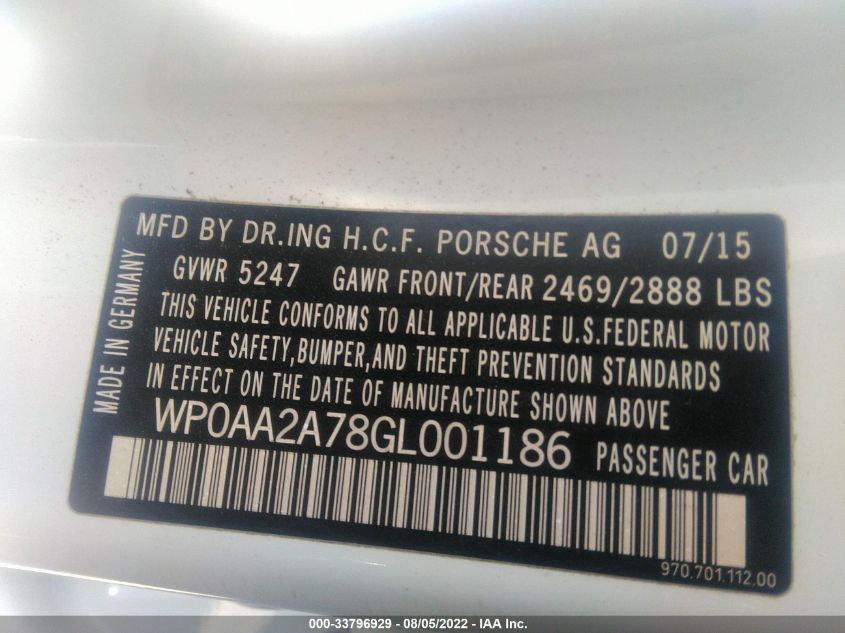 MFD BY DR.ING H.C.F. PORSCHE AG 07/15
GVWR 5247 GAWR FRONT/REAR 2469/2888 LBS
THIS VEHICLE CONFORMS TO ALL APPLICABLE U.S.FEDERAL MOTOR
VEHICLE SAFETY,BUMPER,AND THEFT PREVENTION STANDARDS
IN EFFECT ON THE DATE OF MANUFACTURE SHOWN ABOVE
WP0AA2A78GL001186 PASSENGER CAR
MADE IN GERMANY
970.701.112.00
000-33796929 - 08/05/2022 - IAA Inc.